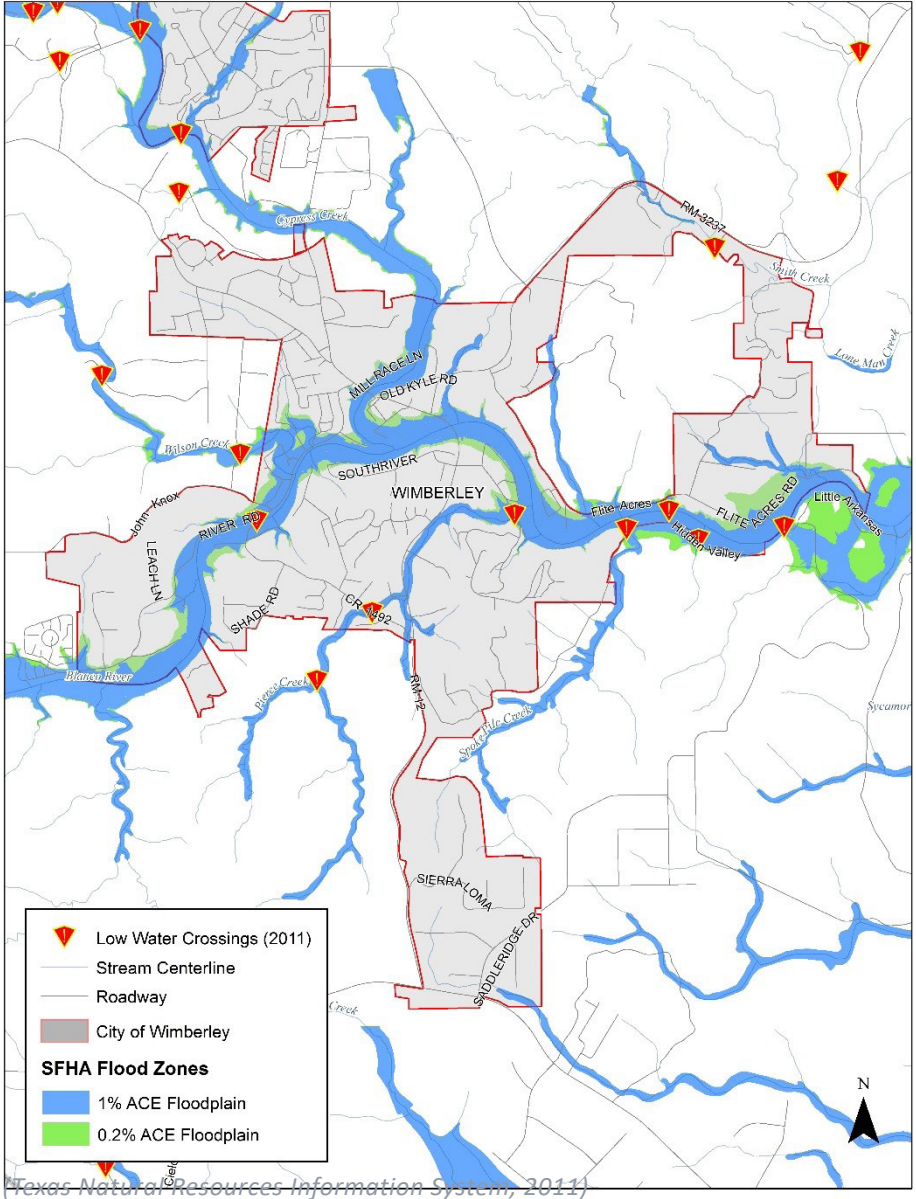 Cypress Creek
RM 3237
Smith Creek
Lone Man Creek
MILL RACE LN
OLD KYLE RD
Wilson Creek
SOUTHRIVER
WIMBERLEY
John Knox
RIVER RD
Flite Acres
FLITE ACRES RD
Little Arkansas
Hidden Valley
LEACH LN
SHADE RD
CR 1492
Blanco River
Pierce Creek
RM 12
Spoke Pile Creek
Sycamor
SIERRA LOMA
SADDLERIDGE DR
Creek
Low Water Crossings (2011)
Stream Centerline
Roadway
City of Wimberley
SFHA Flood Zones
1% ACE Floodplain
0.2% ACE Floodplain
N
(Texas Natural Resources Information System, 2011)